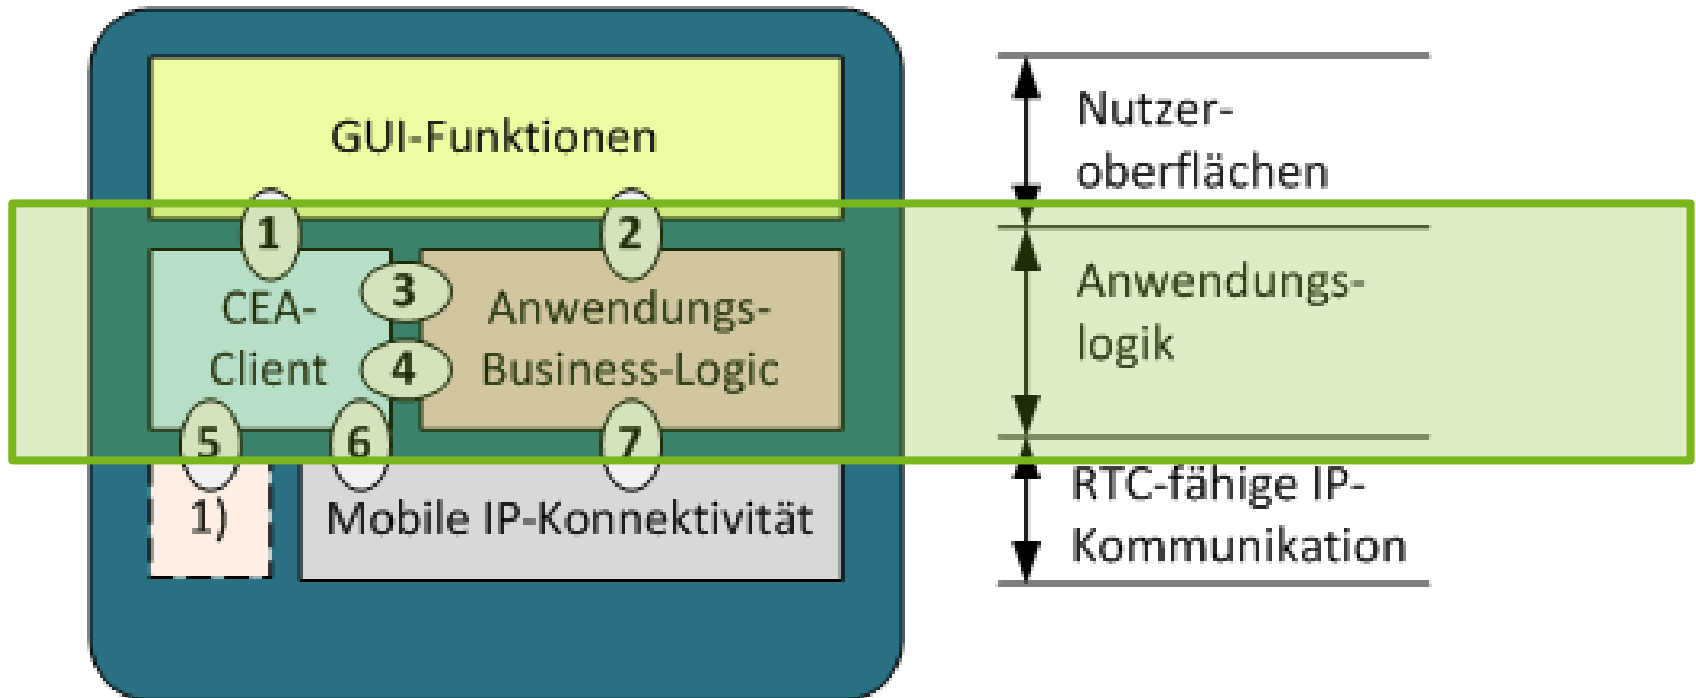 GUI-Funktionen
Nutzer-
oberflächen
1
2
3
CEA-
Client
4
Anwendungs-
Business-Logic
Anwendungs-
logik
5
6
7
1)
Mobile IP-Konnektivität
RTC-fähige IP-
Kommunikation